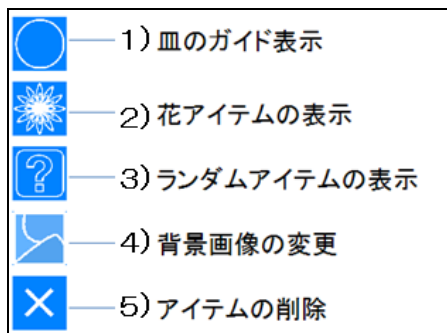 1)皿のガイド表示
2)花アイテムの表示
?
3)ランダムアイテムの表示
4)背景画像の変更
5)アイテムの削除